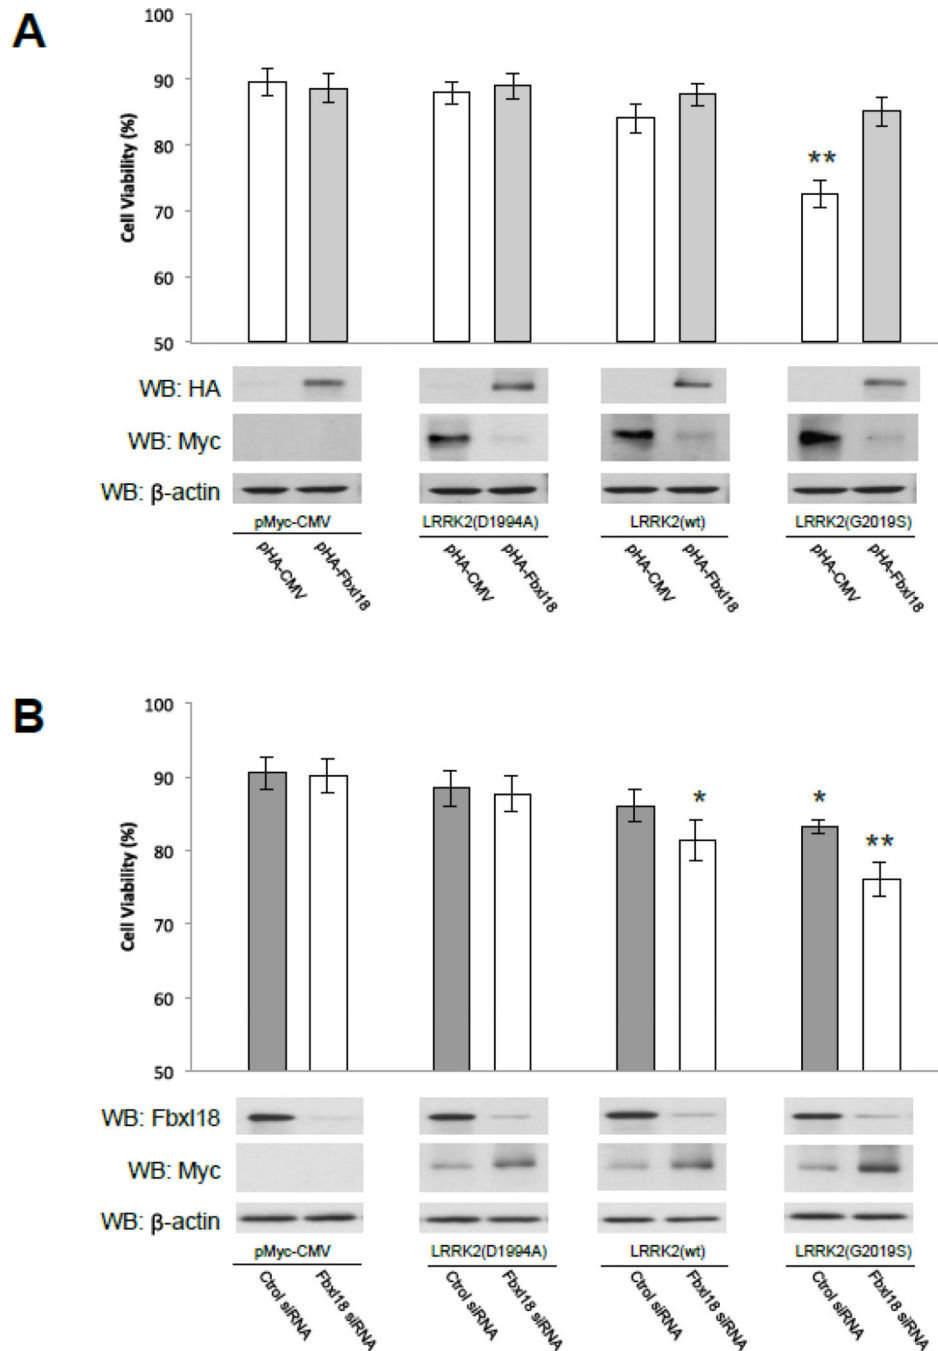 A
100
90
80
70
60
50
Cell Viability (%)
**
WB: HA
WB: Myc
WB: β-actin
pMyc-CMV LRRK2(D1994A) LRRK2(wt) LRRK2(G2019S)
pHA-CMV pHA-Fbxl18 pHA-CMV pHA-Fbxl18 pHA-CMV pHA-Fbxl18 pHA-CMV pHA-Fbxl18
B
100
90
80
70
60
50
Cell Viability (%)
* *
**
WB: Fbxl18
WB: Myc
WB: β-actin
pMyc-CMV LRRK2(D1994A) LRRK2(wt) LRRK2(G2019S)
Ctrol siRNA Fbxl18 siRNA Ctrol siRNA Fbxl18 siRNA Ctrol siRNA Fbxl18 siRNA Ctrol siRNA Fbxl18 siRNA